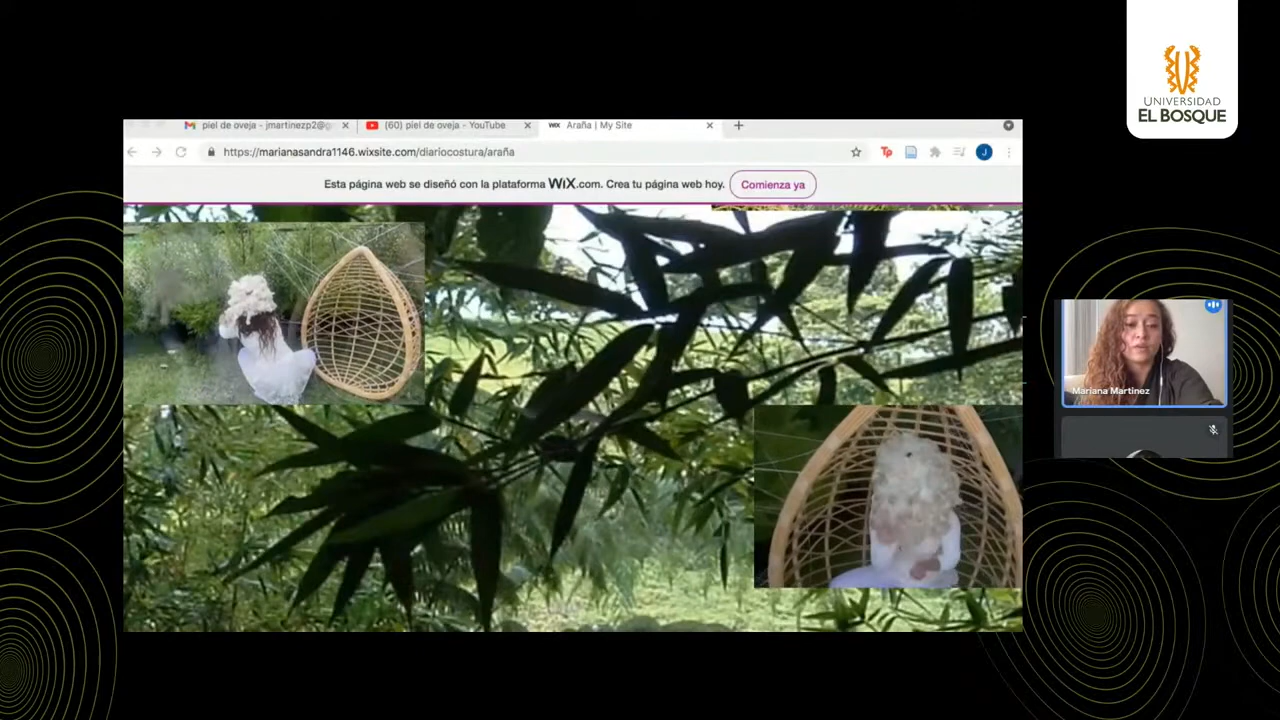 UNIVERSIDAD
EL BOSQUE
piel de oveja - jmartinezp2@g
(60) piel de oveja - YouTube
WiX Araña | My Site
https://marianasandra1146.wixsite.com/diariocostura/araña
Tp
J
Esta página web se diseñó con la plataforma WiX.com. Crea tu página web hoy.
Comienza ya
Mariana Martinez